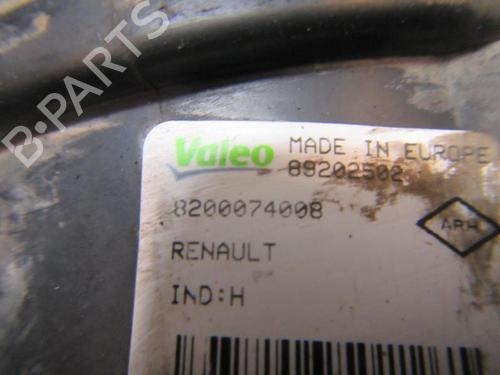 B-PARTS
Valeo MADE IN EUROPE
89202502
8200074008
RENAULT
IND:H